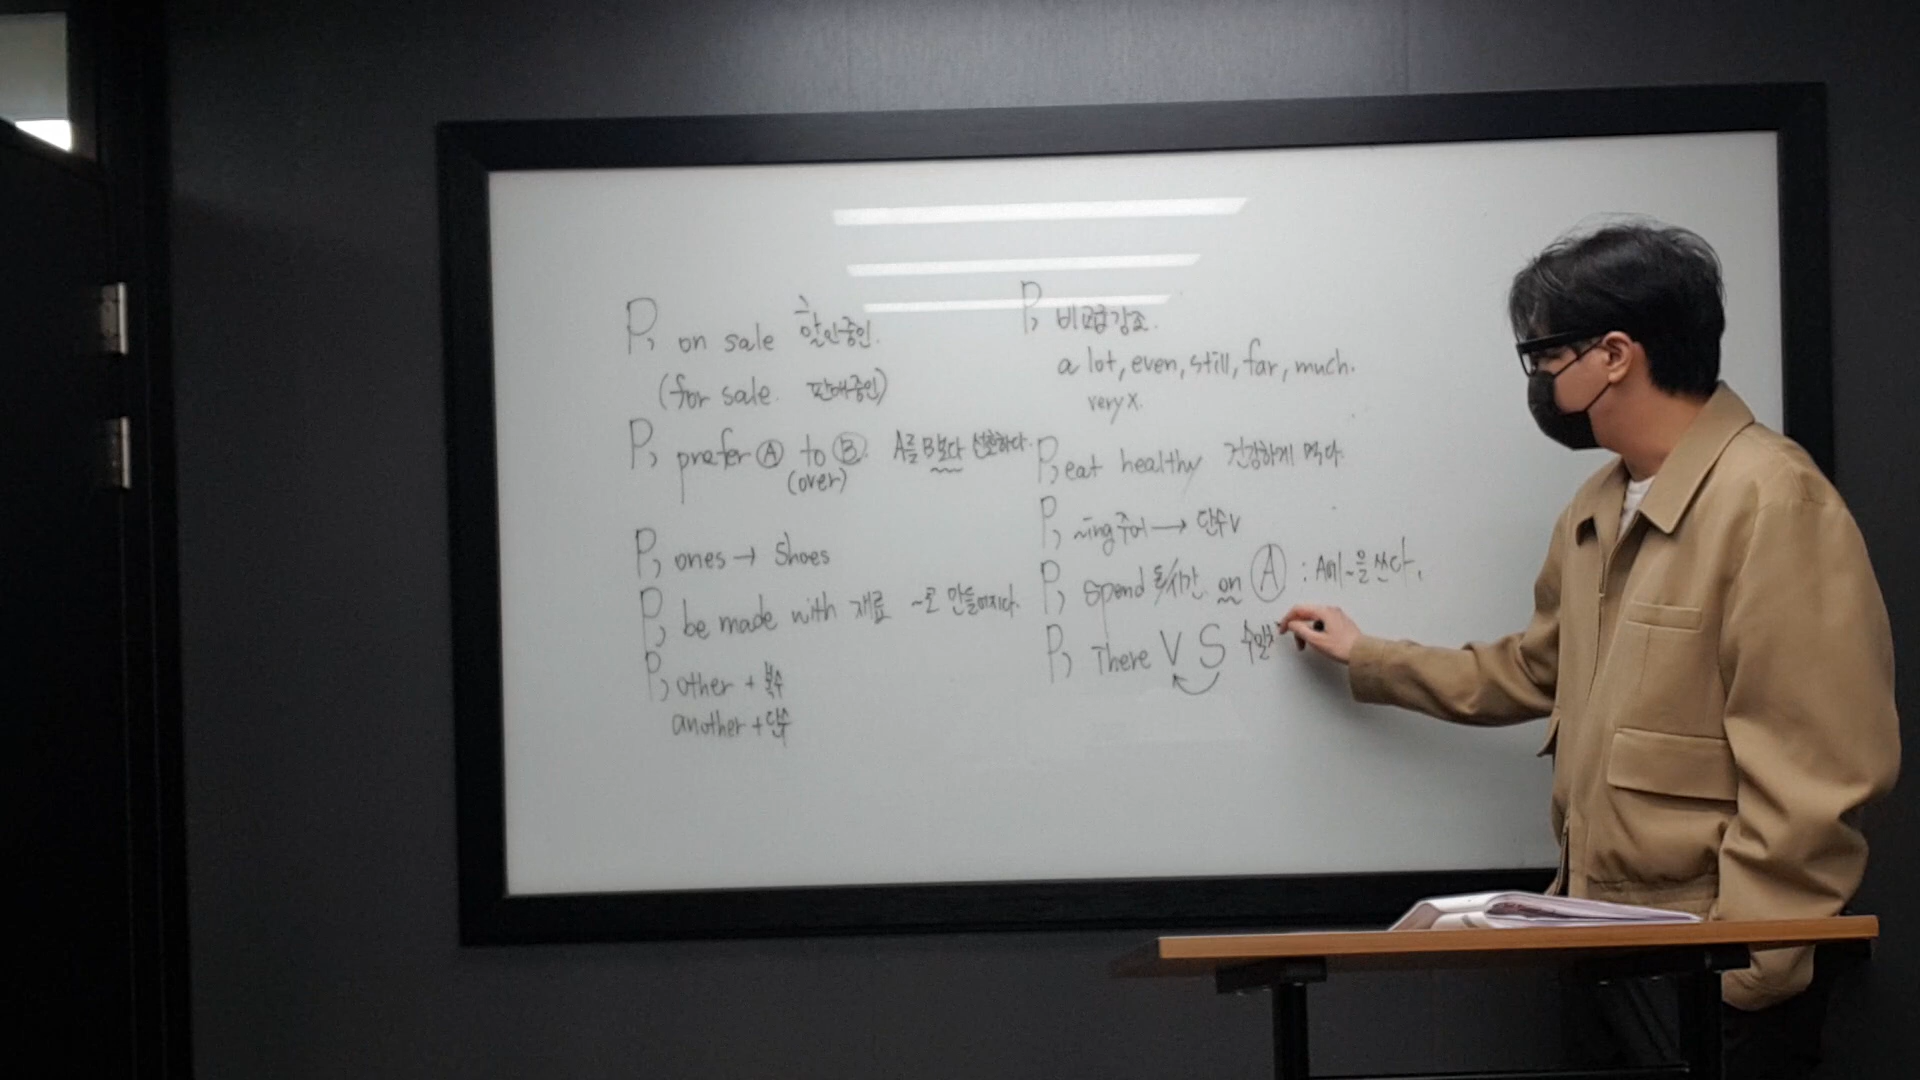 P, on sale 할인중인.
(for sale. 판매중인)
P, prefer Ⓐ to Ⓑ. A를 B보다 선호하다.
(over)
P, ones → Shoes
P, be made with 재료 ~로 만들어지다.
P, other + 복수
another + 단수
P, 비교급강조.
a lot, even, still, far, much.
very x.
P, eat healthy 건강하게 먹다.
P, ~ing주어 → 단수V
P, spend 돈/시간 on Ⓐ : A에 ~을 쓰다.
P, There V S 수일치